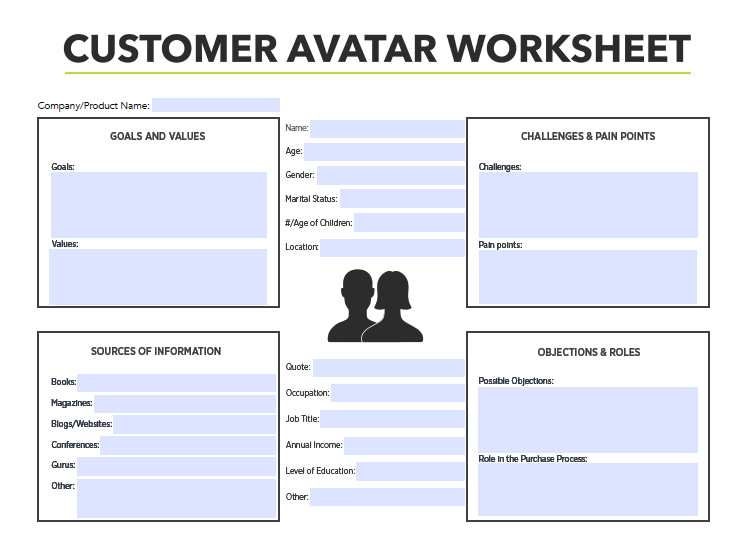 CUSTOMER AVATAR WORKSHEET
Company/Product Name:
GOALS AND VALUES
Goals:
Values:
Name:
Age:
Gender:
Marital Status:
#/Age of Children:
Location:
CHALLENGES & PAIN POINTS
Challenges:
Pain points:
SOURCES OF INFORMATION
Books:
Magazines:
Blogs/Websites:
Conferences:
Gurus:
Other:
Quote:
Occupation:
Job Title:
Annual Income:
Level of Education:
Other:
OBJECTIONS & ROLES
Possible Objections:
Role in the Purchase Process: